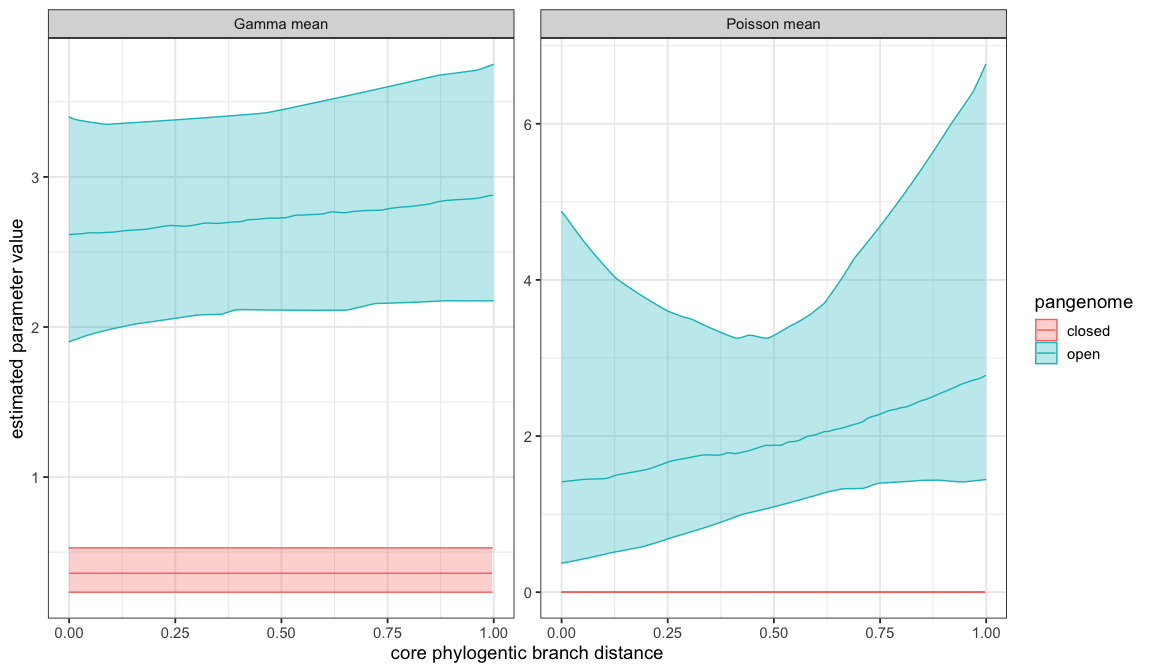 Gamma mean
Poisson mean
estimated parameter value
3
2
1
6
4
2
0
0.00 0.25 0.50 0.75 1.00
0.00 0.25 0.50 0.75 1.00
core phylogentic branch distance
pangenome
closed
open